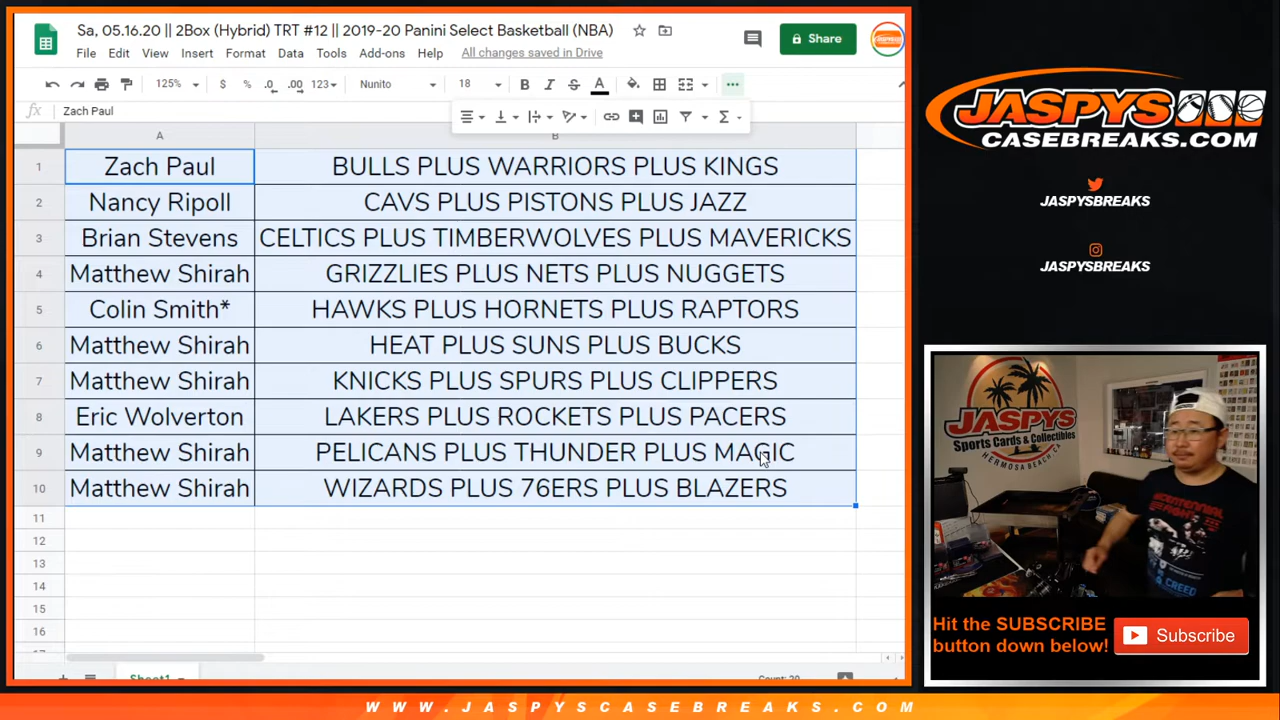 Sa, 05.16.20 || 2Box (Hybrid) TRT #12 || 2019-20 Panini Select Basketball (NBA)
File Edit View Insert Format Data Tools Add-ons Help All changes saved in Drive
Share
125% $ % .0 .00 123 Nunito 18 B I S A
fx Zach Paul
A B
1 Zach Paul BULLS PLUS WARRIORS PLUS KINGS
2 Nancy Ripoll CAVS PLUS PISTONS PLUS JAZZ
3 Brian Stevens CELTICS PLUS TIMBERWOLVES PLUS MAVERICKS
4 Matthew Shirah GRIZZLIES PLUS NETS PLUS NUGGETS
5 Colin Smith* HAWKS PLUS HORNETS PLUS RAPTORS
6 Matthew Shirah HEAT PLUS SUNS PLUS BUCKS
7 Matthew Shirah KNICKS PLUS SPURS PLUS CLIPPERS
8 Eric Wolverton LAKERS PLUS ROCKETS PLUS PACERS
9 Matthew Shirah PELICANS PLUS THUNDER PLUS MAGIC
10 Matthew Shirah WIZARDS PLUS 76ERS PLUS BLAZERS
11
12
13
14
15
16
Sheet1
Count: 20
JASPYS
CASEBREAKS.COM
JASPYSBREAKS
JASPYSBREAKS
JASPYS
Sports Cards & Collectibles
HERMOSA BEACH, CA
Hit the SUBSCRIBE
button down below!
Subscribe
WWW.JASPYSCASEBREAKS.COM